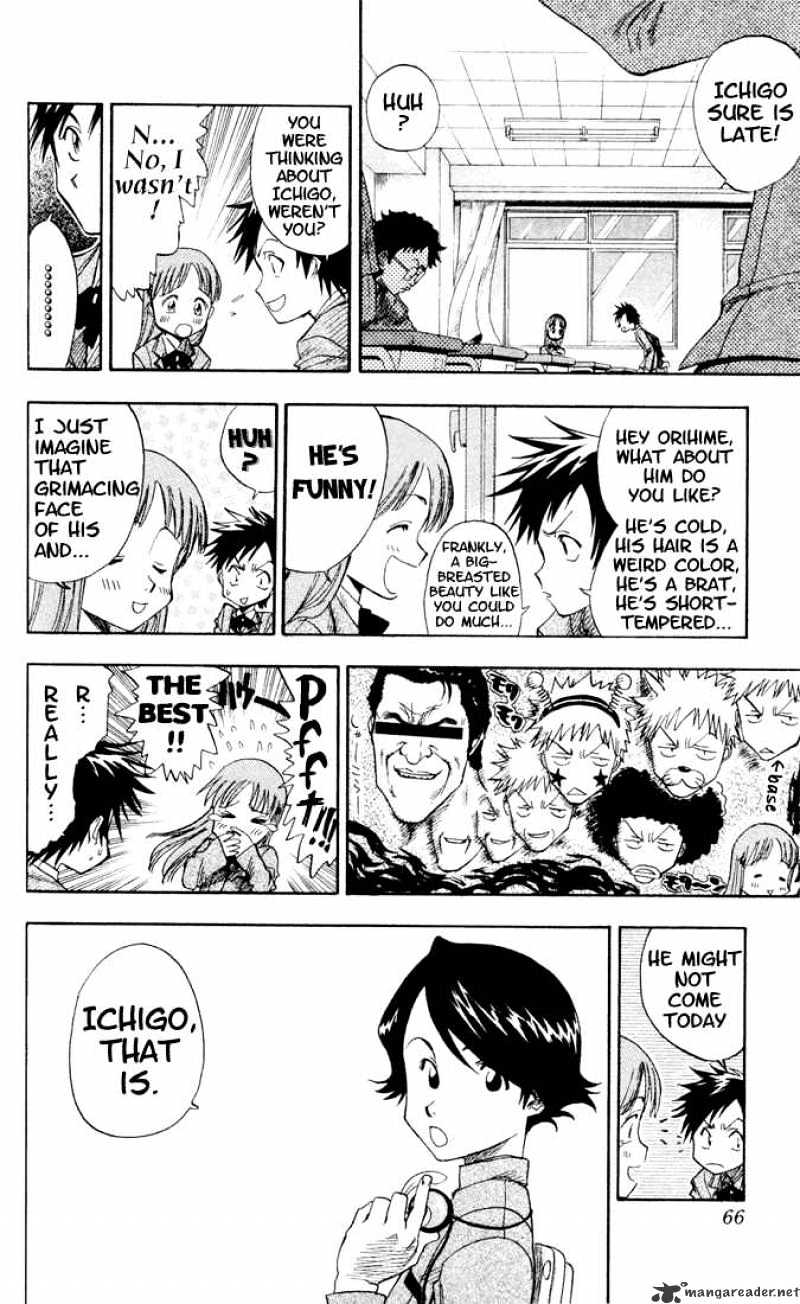 ICHIGO
SURE IS
LATE!
HUH
?
YOU
WERE
THINKING
ABOUT
ICHIGO,
WEREN'T
YOU?
N...
No, I
wasn't
!
.........
HEY ORIHIME,
WHAT ABOUT
HIM DO
YOU LIKE?
HE'S COLD,
HIS HAIR IS A
WEIRD COLOR,
HE'S A BRAT,
HE'S SHORT-
TEMPERED...
FRANKLY,
A BIG-
BREASTED
BEAUTY LIKE
YOU COULD
DO MUCH...
HE'S
FUNNY!
HUH
?
I JUST
IMAGINE
THAT
GRIMACING
FACE
OF HIS
AND...
←base
Pffft!!!
THE
BEST
!!
R...
REALLY...
HE MIGHT
NOT
COME
TODAY
ICHIGO,
THAT
IS.
66
mangareader.net